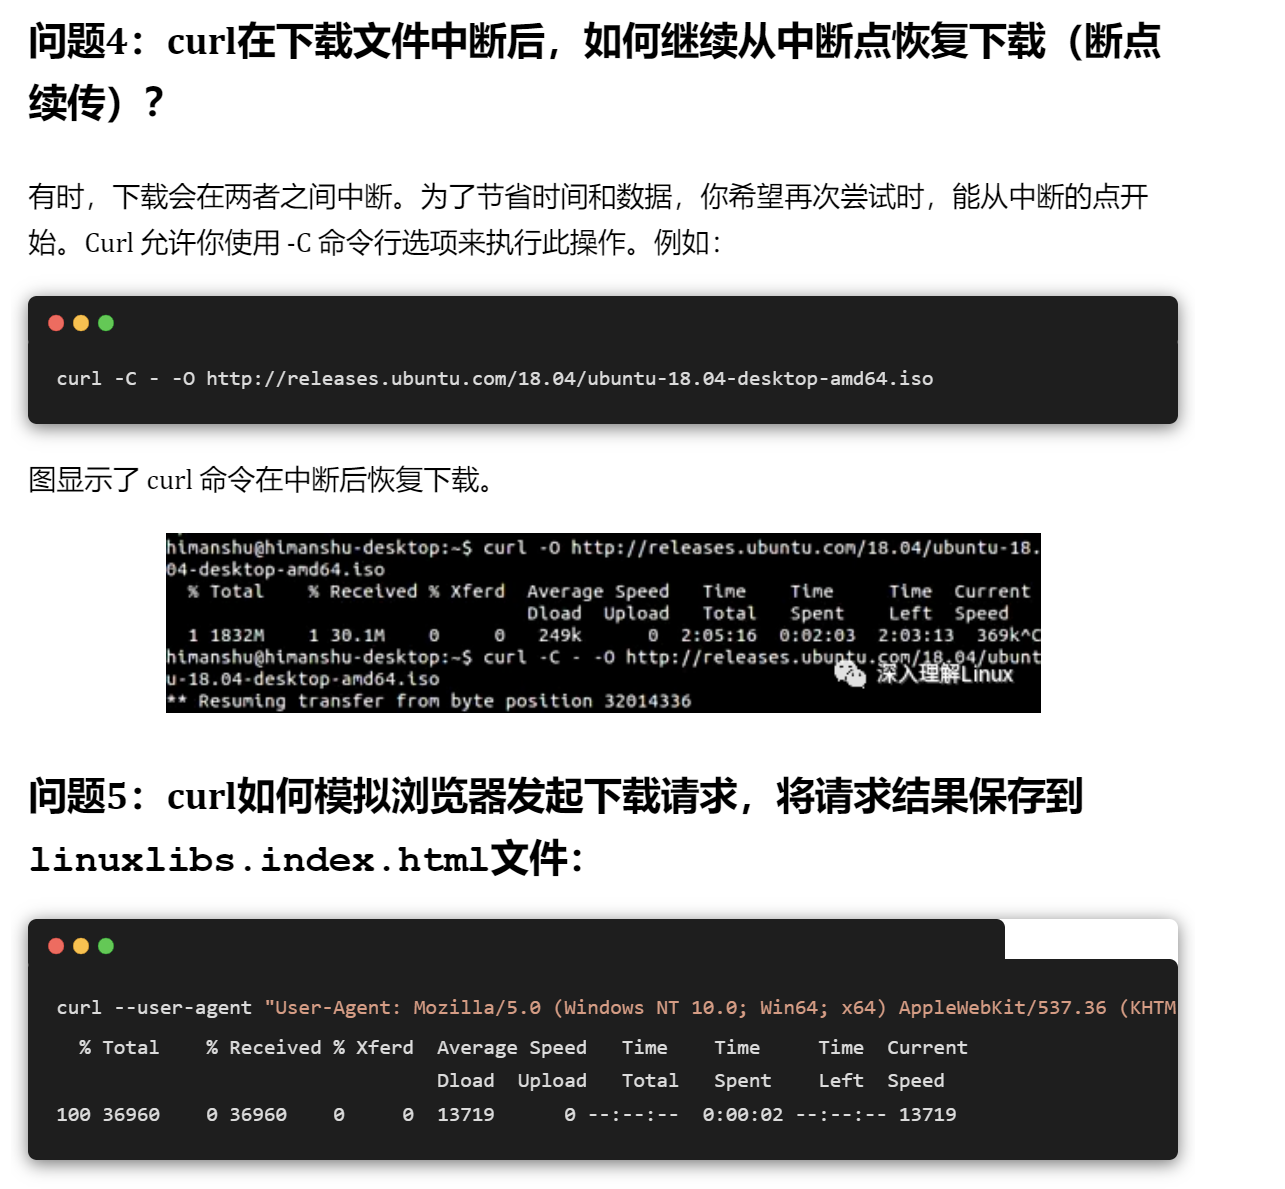 问题4：curl在下载文件中断后，如何继续从中断点恢复下载（断点
续传）？
有时，下载会在两者之间中断。为了节省时间和数据，你希望再次尝试时，能从中断的点开
始。Curl 允许你使用 -C 命令行选项来执行此操作。例如：
curl -C - -O http://releases.ubuntu.com/18.04/ubuntu-18.04-desktop-amd64.iso
图显示了 curl 命令在中断后恢复下载。
himanshu@himanshu-desktop:~$ curl -O http://releases.ubuntu.com/18.04/ubuntu-18.
04-desktop-amd64.iso
% Total % Received % Xferd Average Speed Time Time Time Current
Dload Upload Total Spent Left Speed
1 1832M 1 30.1M 0 0 249k 0 2:05:16 0:02:03 2:03:13 369k^C
himanshu@himanshu-desktop:~$ curl -C - -O http://releases.ubuntu.com/18.04/ubunt
u-18.04-desktop-amd64.iso
深入理解Linux
** Resuming transfer from byte position 32014336
问题5：curl如何模拟浏览器发起下载请求，将请求结果保存到
linuxlibs.index.html文件：
curl --user-agent "User-Agent: Mozilla/5.0 (Windows NT 10.0; Win64; x64) AppleWebKit/537.36 (KHTM
% Total % Received % Xferd Average Speed Time Time Time Current
Dload Upload Total Spent Left Speed
100 36960 0 36960 0 0 13719 0 --:--:-- 0:00:02 --:--:-- 13719